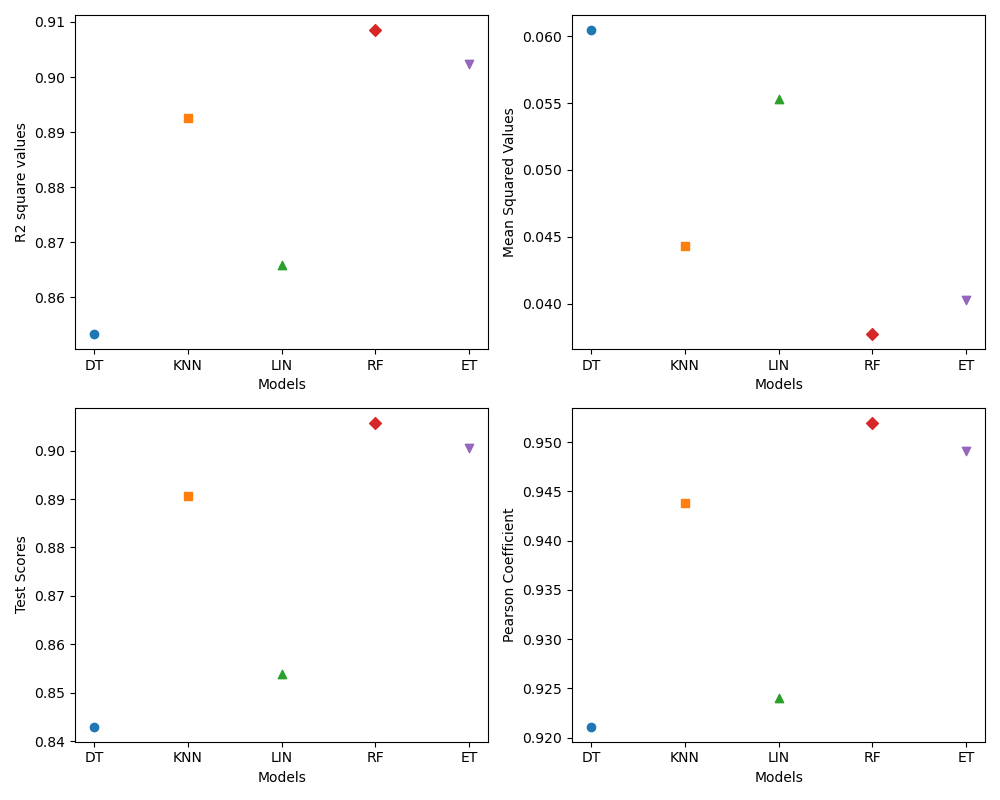 R2 square values
0.91
0.90
0.89
0.88
0.87
0.86
DT KNN LIN RF ET
Models
Mean Squared Values
0.060
0.055
0.050
0.045
0.040
DT KNN LIN RF ET
Models
Test Scores
0.90
0.89
0.88
0.87
0.86
0.85
0.84
DT KNN LIN RF ET
Models
Pearson Coefficient
0.950
0.945
0.940
0.935
0.930
0.925
0.920
DT KNN LIN RF ET
Models